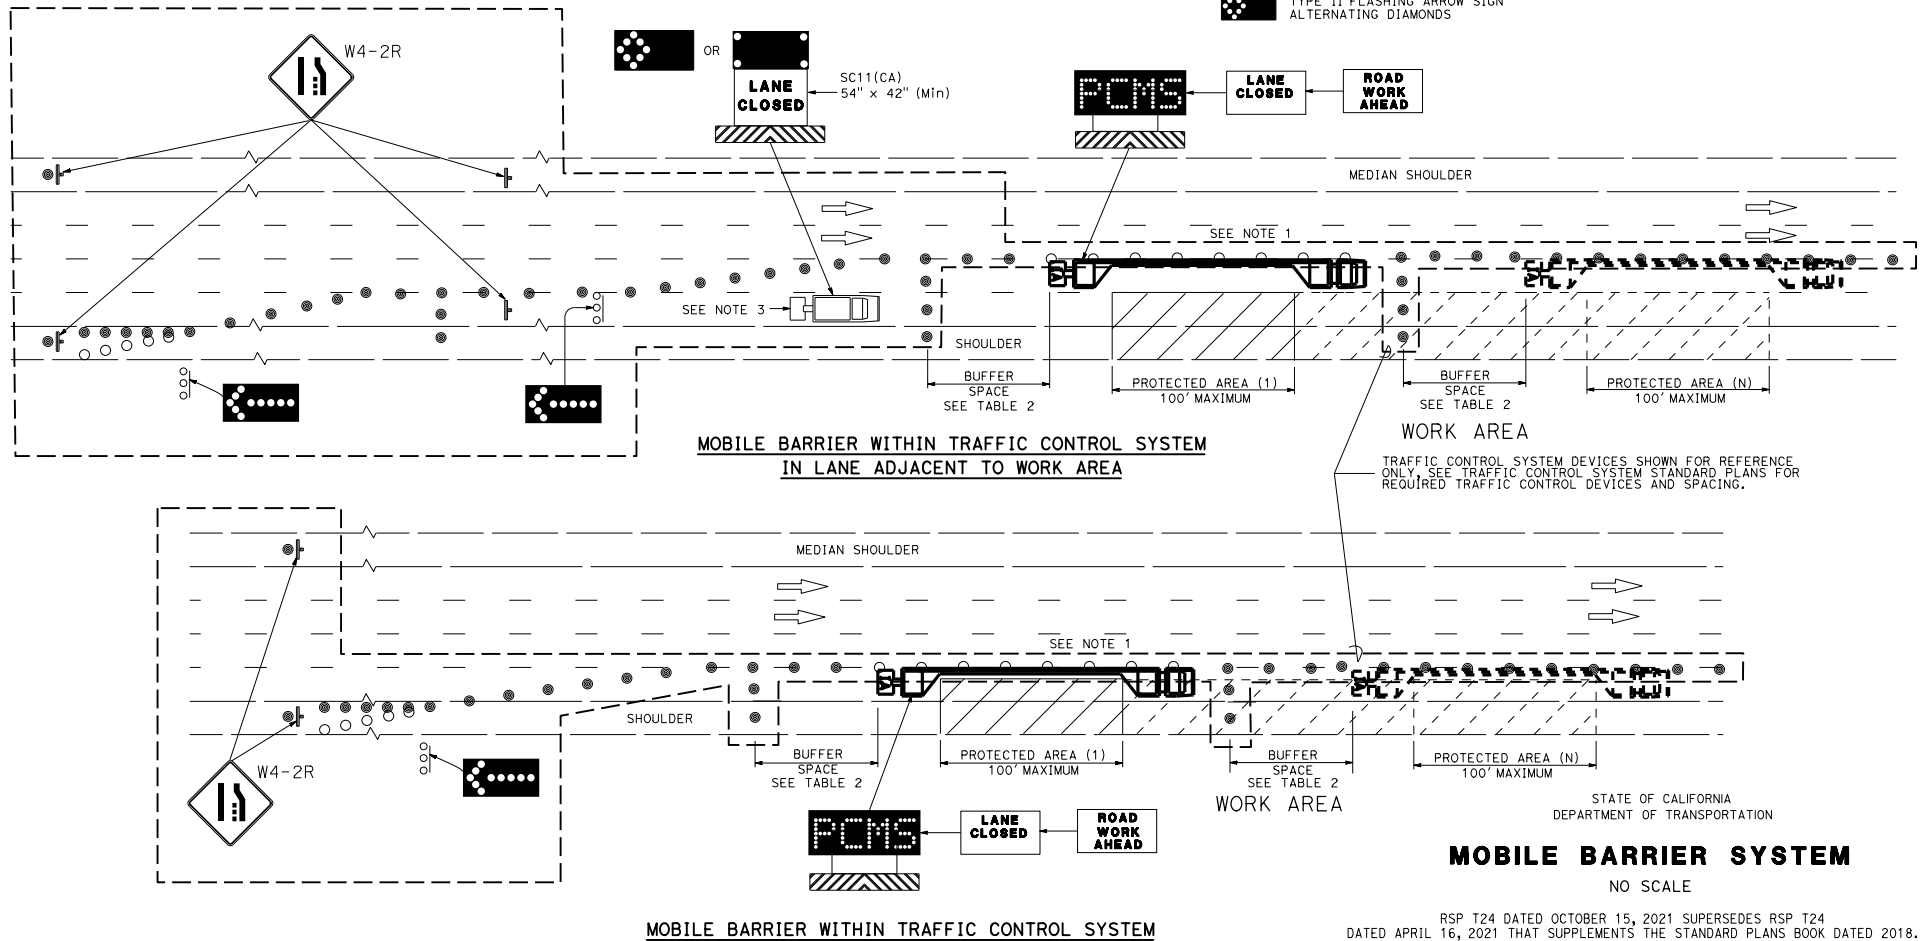 TYPE II FLASHING ARROW SIGN
ALTERNATING DIAMONDS
W4-2R
OR
LANE
CLOSED
SC11(CA)
54" x 42" (Min)
PCMS
LANE
CLOSED
ROAD
WORK
AHEAD
MEDIAN SHOULDER
SEE NOTE 1
SEE NOTE 3
SHOULDER
BUFFER
SPACE
SEE TABLE 2
PROTECTED AREA (1)
100' MAXIMUM
BUFFER
SPACE
SEE TABLE 2
PROTECTED AREA (N)
100' MAXIMUM
WORK AREA
MOBILE BARRIER WITHIN TRAFFIC CONTROL SYSTEM
IN LANE ADJACENT TO WORK AREA
TRAFFIC CONTROL SYSTEM DEVICES SHOWN FOR REFERENCE
ONLY, SEE TRAFFIC CONTROL SYSTEM STANDARD PLANS FOR
REQUIRED TRAFFIC CONTROL DEVICES AND SPACING.
MEDIAN SHOULDER
SEE NOTE 1
SHOULDER
W4-2R
BUFFER
SPACE
SEE TABLE 2
PROTECTED AREA (1)
100' MAXIMUM
BUFFER
SPACE
SEE TABLE 2
PROTECTED AREA (N)
100' MAXIMUM
WORK AREA
PCMS
LANE
CLOSED
ROAD
WORK
AHEAD
STATE OF CALIFORNIA
DEPARTMENT OF TRANSPORTATION
MOBILE BARRIER SYSTEM
NO SCALE
MOBILE BARRIER WITHIN TRAFFIC CONTROL SYSTEM
RSP T24 DATED OCTOBER 15, 2021 SUPERSEDES RSP T24
DATED APRIL 16, 2021 THAT SUPPLEMENTS THE STANDARD PLANS BOOK DATED 2018.